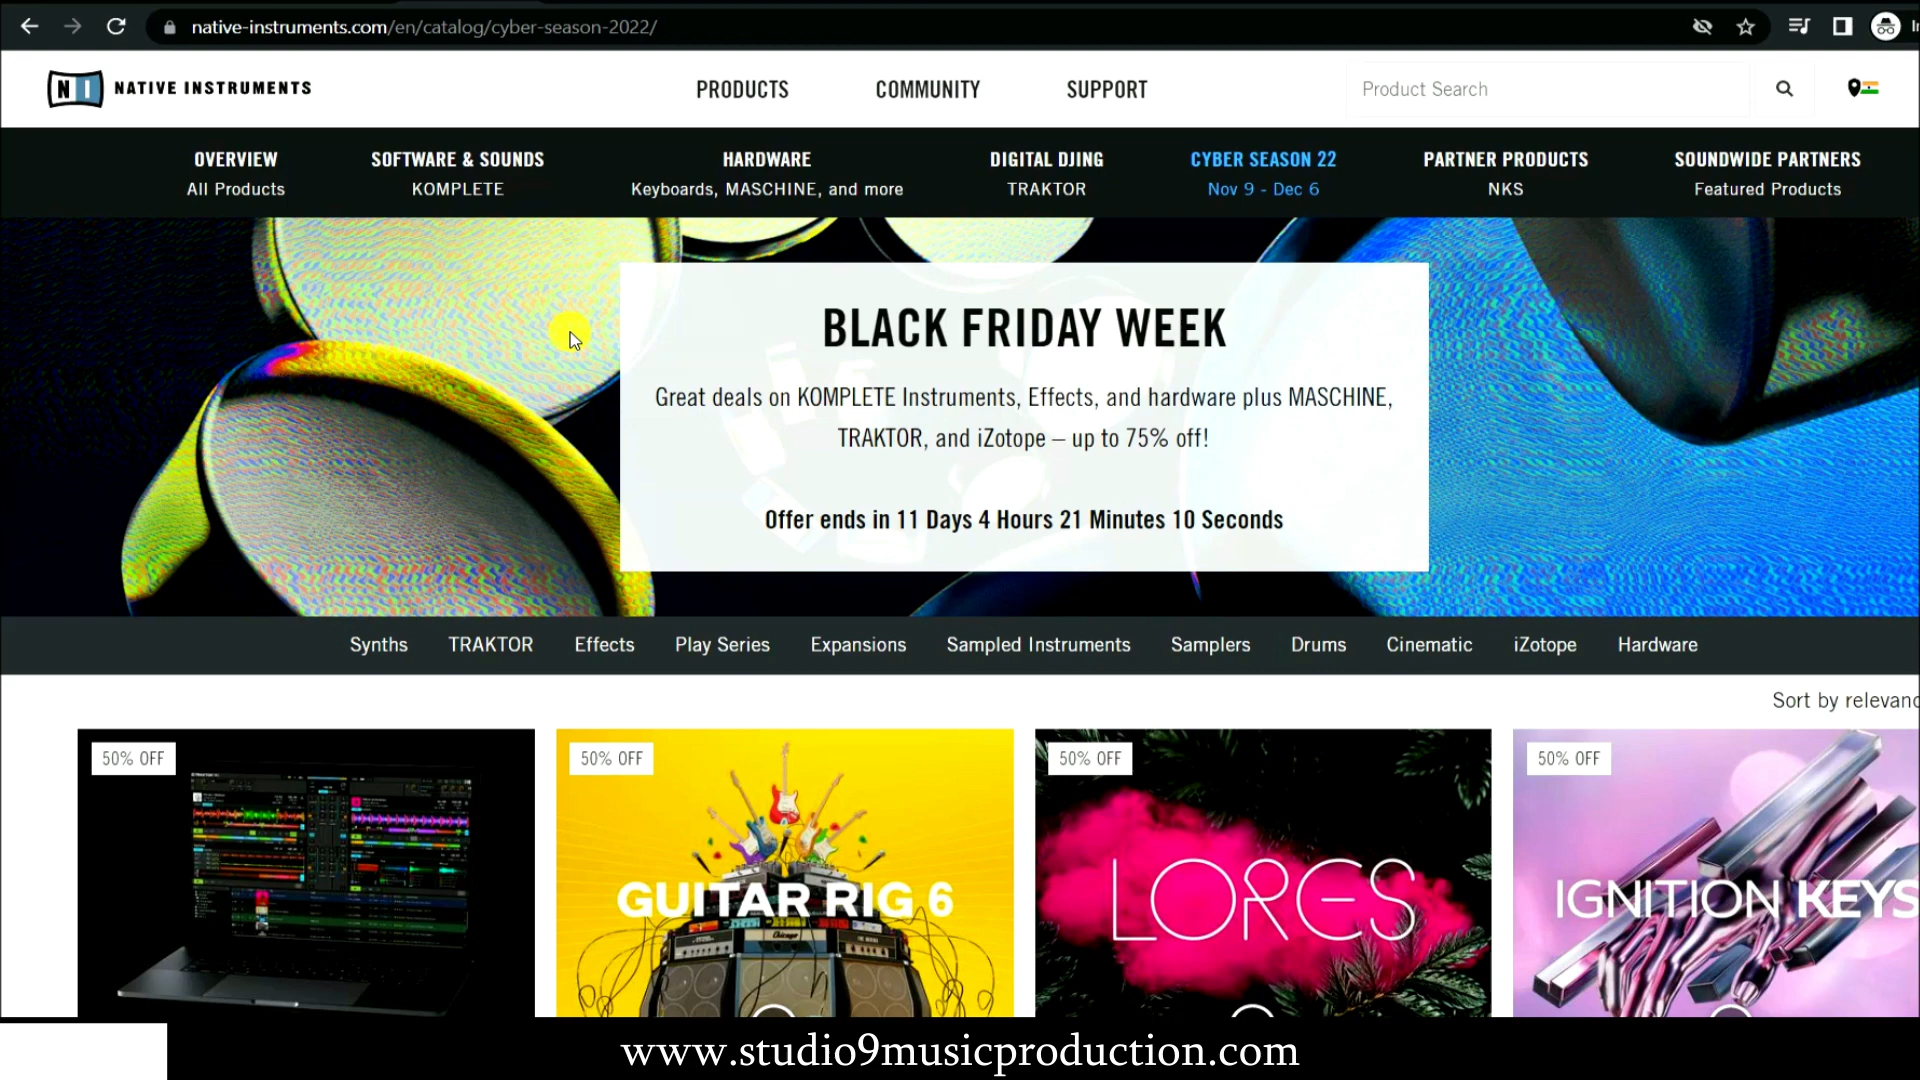 native-instruments.com/en/catalog/cyber-season-2022/
NI NATIVE INSTRUMENTS
PRODUCTS COMMUNITY SUPPORT
Product Search
OVERVIEW SOFTWARE & SOUNDS HARDWARE DIGITAL DJING CYBER SEASON 22 PARTNER PRODUCTS SOUNDWIDE PARTNERS
All Products KOMPLETE Keyboards, MASCHINE, and more TRAKTOR Nov 9 - Dec 6 NKS Featured Products
BLACK FRIDAY WEEK
Great deals on KOMPLETE Instruments, Effects, and hardware plus MASCHINE,
TRAKTOR, and iZotope – up to 75% off!
Offer ends in 11 Days 4 Hours 21 Minutes 10 Seconds
Synths TRAKTOR Effects Play Series Expansions Sampled Instruments Samplers Drums Cinematic iZotope Hardware
Sort by relevanc
50% OFF 50% OFF 50% OFF 50% OFF
GUITAR RIG 6
LORES
IGNITION KEYS
Chicago
www.studio9musicproduction.com